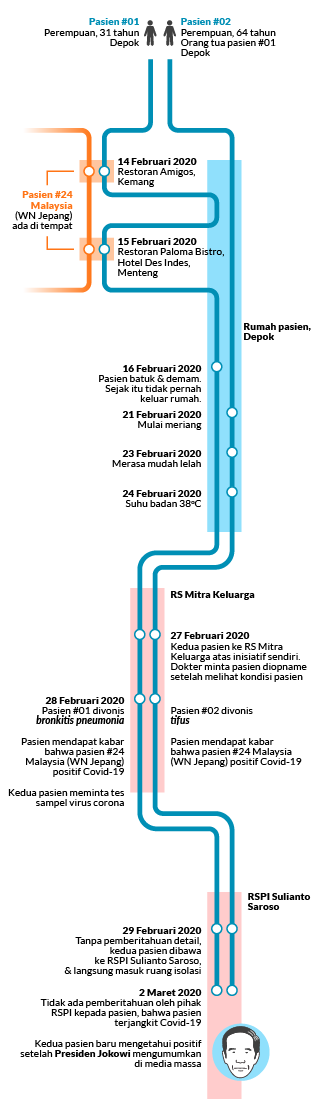 Pasien #01
Perempuan, 31 tahun
Depok
Pasien #02
Perempuan, 64 tahun
Orang tua pasien #01
Depok
14 Februari 2020
Restoran Amigos,
Kemang
Pasien #24
Malaysia
(WN Jepang)
ada di tempat
15 Februari 2020
Restoran Paloma Bistro,
Hotel Des Indes,
Menteng
Rumah pasien,
Depok
16 Februari 2020
Pasien batuk & demam.
Sejak itu tidak pernah
keluar rumah.
21 Februari 2020
Mulai meriang
23 Februari 2020
Merasa mudah lelah
24 Februari 2020
Suhu badan 38°C
RS Mitra Keluarga
27 Februari 2020
Kedua pasien ke RS Mitra
Keluarga atas inisiatif sendiri.
Dokter minta pasien diopname
setelah melihat kondisi pasien
28 Februari 2020
Pasien #01 divonis
bronkitis pneumonia
Pasien #02 divonis
tifus
Pasien mendapat kabar
bahwa pasien #24
Malaysia (WN Jepang)
positif Covid-19
Pasien mendapat kabar
bahwa pasien #24 Malaysia
(WN Jepang) positif Covid-19
Kedua pasien meminta tes
sampel virus corona
RSPI Sulianto
Saroso
29 Februari 2020
Tanpa pemberitahuan detail,
kedua pasien dibawa
ke RSPI Sulianto Saroso,
& langsung masuk ruang isolasi
2 Maret 2020
Tidak ada pemberitahuan oleh pihak
RSPI kepada pasien, bahwa pasien
terjangkit Covid-19
Kedua pasien baru mengetahui positif
setelah Presiden Jokowi mengumumkan
di media massa